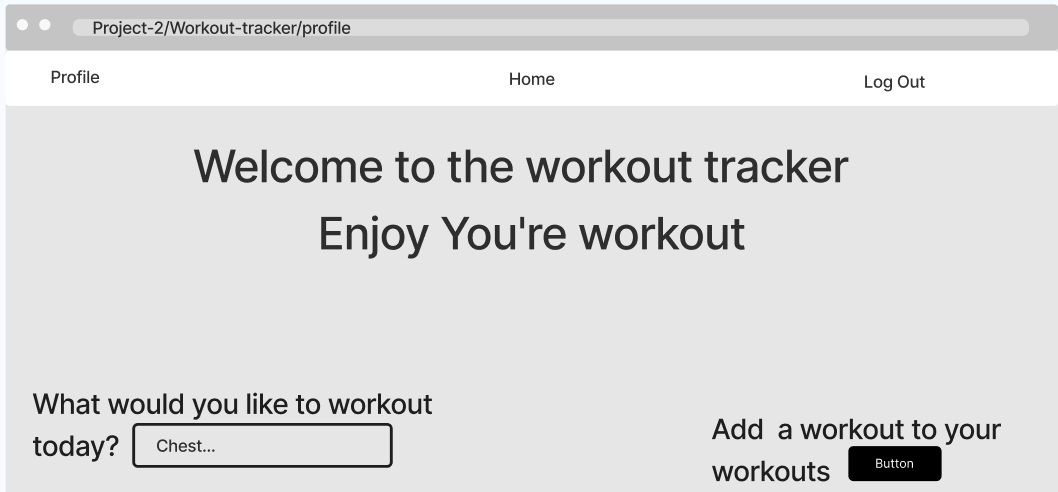 Project-2/Workout-tracker/profile
Profile Home Log Out
Welcome to the workout tracker
Enjoy You're workout
What would you like to workout
today? Chest...
Add a workout to your
workouts Button